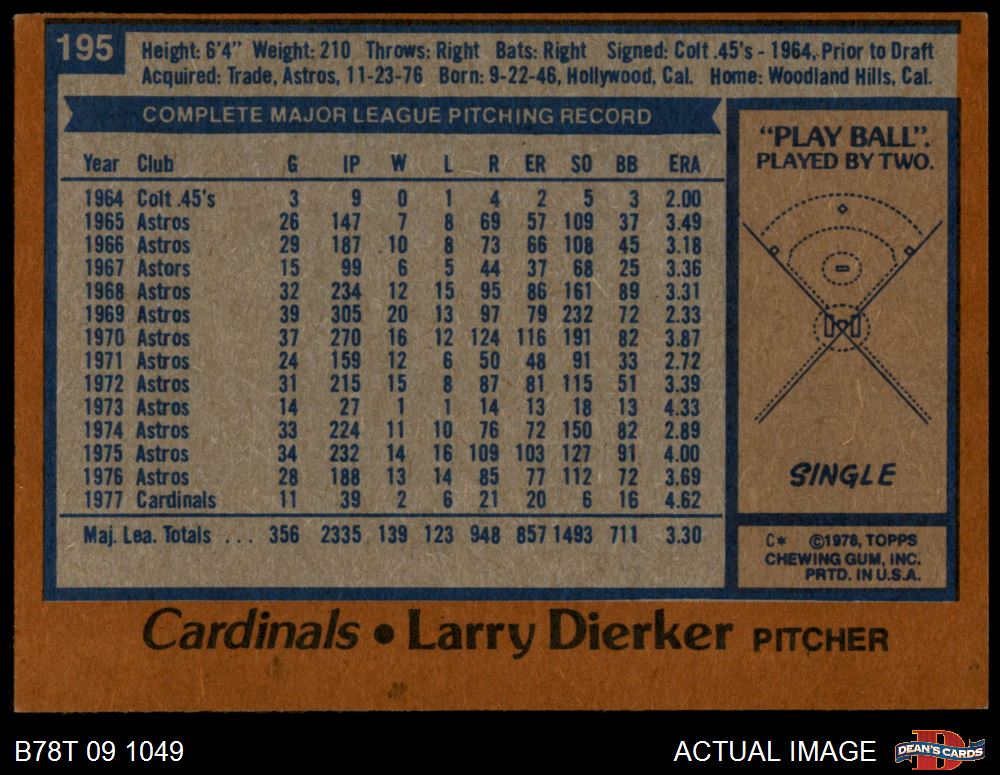 195
Height: 6'4" Weight: 210 Throws: Right Bats: Right Signed: Colt .45's - 1964, Prior to Draft
Acquired: Trade, Astros, 11-23-76 Born: 9-22-46, Hollywood, Cal. Home: Woodland Hills, Cal.
COMPLETE MAJOR LEAGUE PITCHING RECORD
Year Club G IP W L R ER SO BB ERA
1964 Colt .45's 3 9 0 1 4 2 5 3 2.00
1965 Astros 26 147 7 8 69 57 109 37 3.49
1966 Astros 29 187 10 8 73 66 108 45 3.18
1967 Astors 15 99 6 5 44 37 68 25 3.36
1968 Astros 32 234 12 15 95 86 161 89 3.31
1969 Astros 39 305 20 13 97 79 232 72 2.33
1970 Astros 37 270 16 12 124 116 191 82 3.87
1971 Astros 24 159 12 6 50 48 91 33 2.72
1972 Astros 31 215 15 8 87 81 115 51 3.39
1973 Astros 14 27 1 1 14 13 18 13 4.33
1974 Astros 33 224 11 10 76 72 150 82 2.89
1975 Astros 34 232 14 16 109 103 127 91 4.00
1976 Astros 28 188 13 14 85 77 112 72 3.69
1977 Cardinals 11 39 2 6 21 20 6 16 4.62
Maj. Lea. Totals ... 356 2335 139 123 948 857 1493 711 3.30
"PLAY BALL".
PLAYED BY TWO.
SINGLE
C* ©1978, TOPPS
CHEWING GUM, INC.
PRTD. IN U.S.A.
Cardinals • Larry Dierker PITCHER
B78T 09 1049
ACTUAL IMAGE
D
DEAN'S CARDS